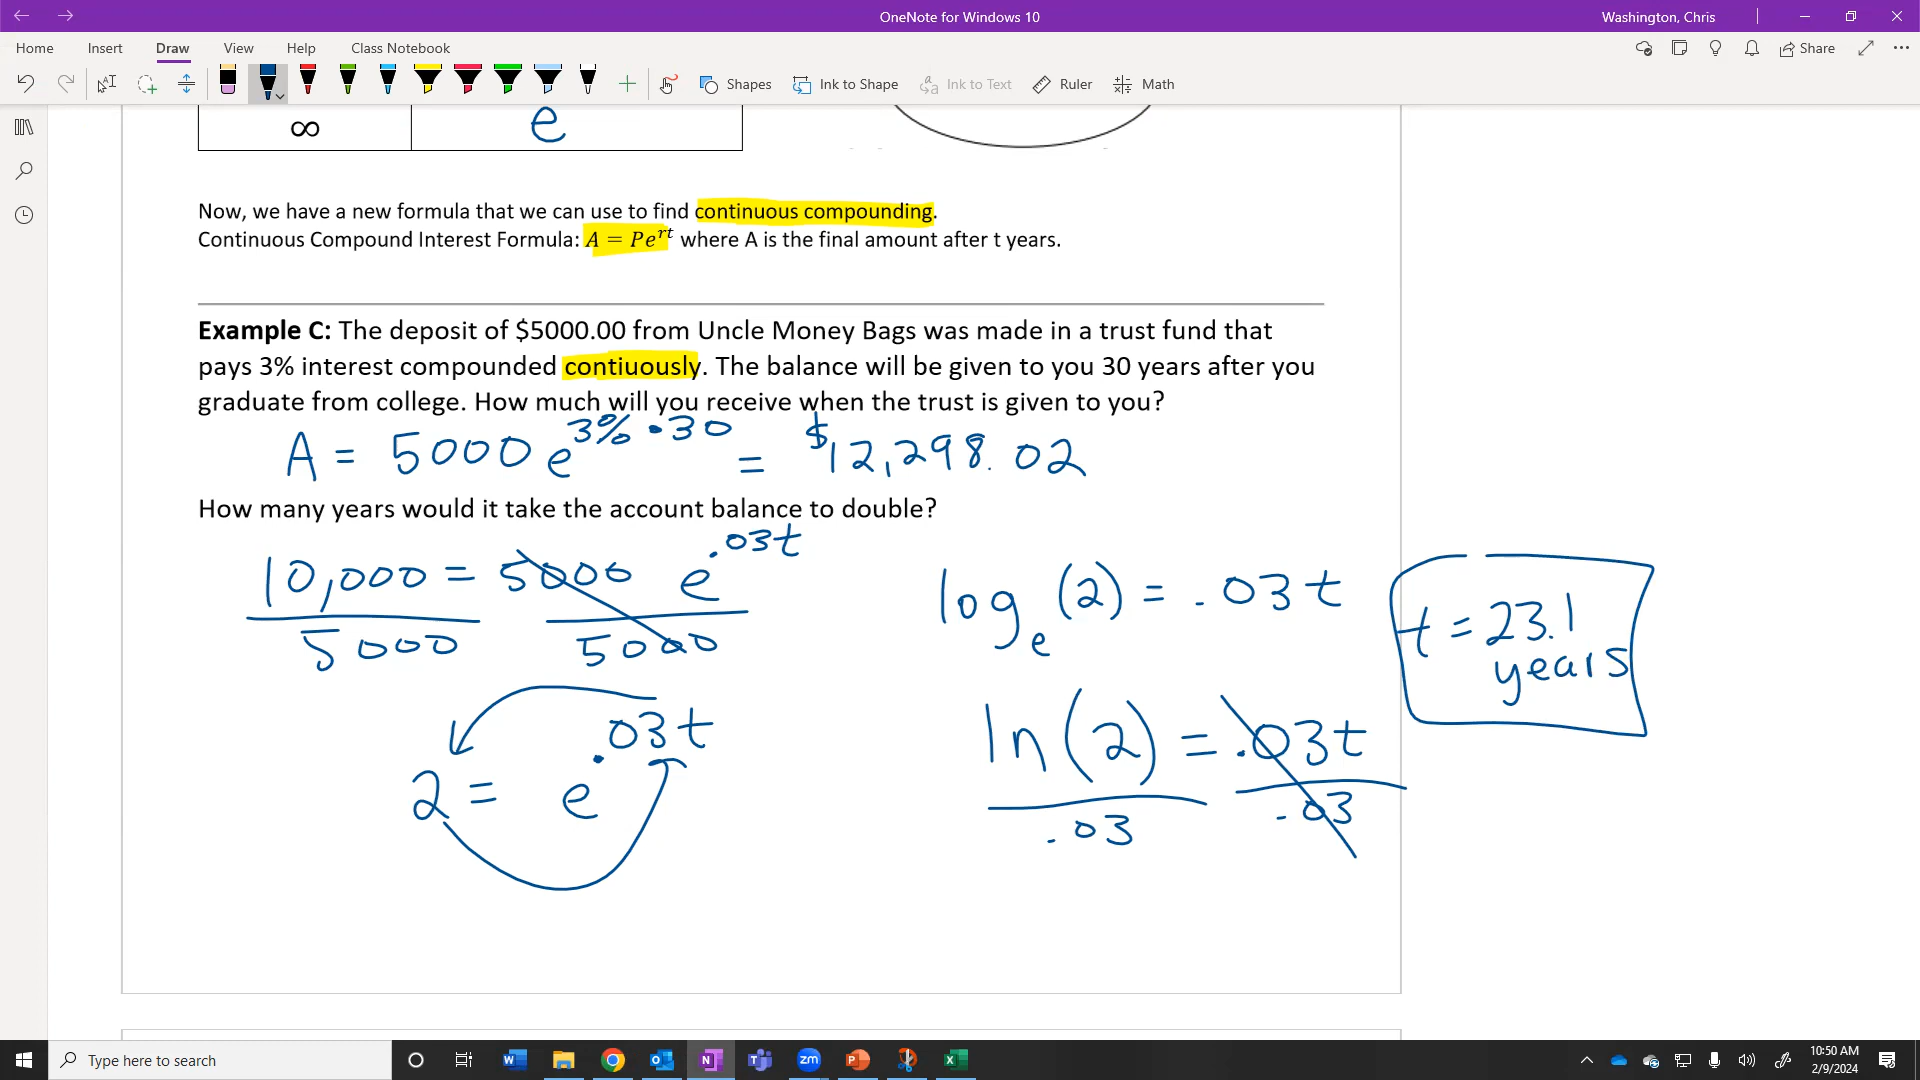 OneNote for Windows 10
Washington, Chris
Home Insert Draw View Help Class Notebook
Share
Shapes Ink to Shape Ink to Text Ruler Math
∞ e
Now, we have a new formula that we can use to find continuous compounding.
Continuous Compound Interest Formula: A = Pe^rt where A is the final amount after t years.
Example C: The deposit of $5000.00 from Uncle Money Bags was made in a trust fund that
pays 3% interest compounded contiuously. The balance will be given to you 30 years after you
graduate from college. How much will you receive when the trust is given to you?
A = 5000 e^3% • 30 = $12,298.02
How many years would it take the account balance to double?
10,000 = 5000 e^.03t
5000 5000
2 = e^.03t
log_e (2) = .03t
ln(2) = .03t
.03 .03
t = 23.1
years
Type here to search
10:50 AM
2/9/2024